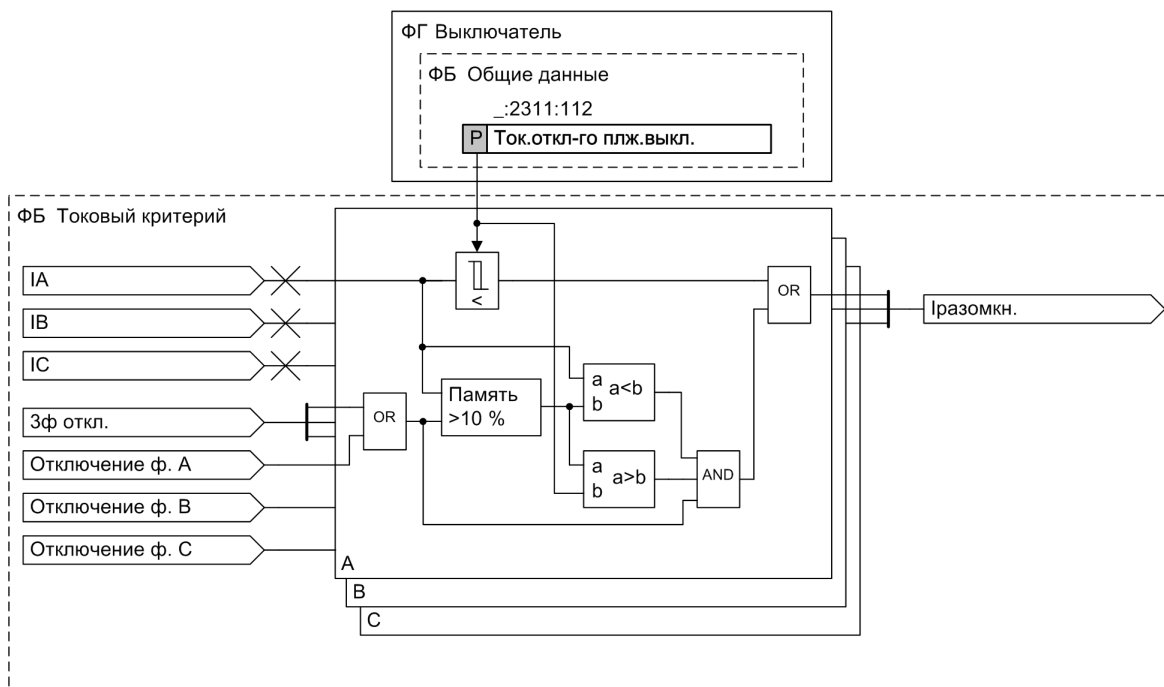 ФГ Выключатель
ФБ Общие данные
_:2311:112
P Ток.откл-го плж.выкл.
ФБ Токовый критерий
IA
IB
IC
3ф откл.
Отключение ф. A
Отключение ф. B
Отключение ф. C
<
OR
Iразомкн.
OR
Память
>10 %
a
b
a<b
a
b
a>b
AND
A
B
C